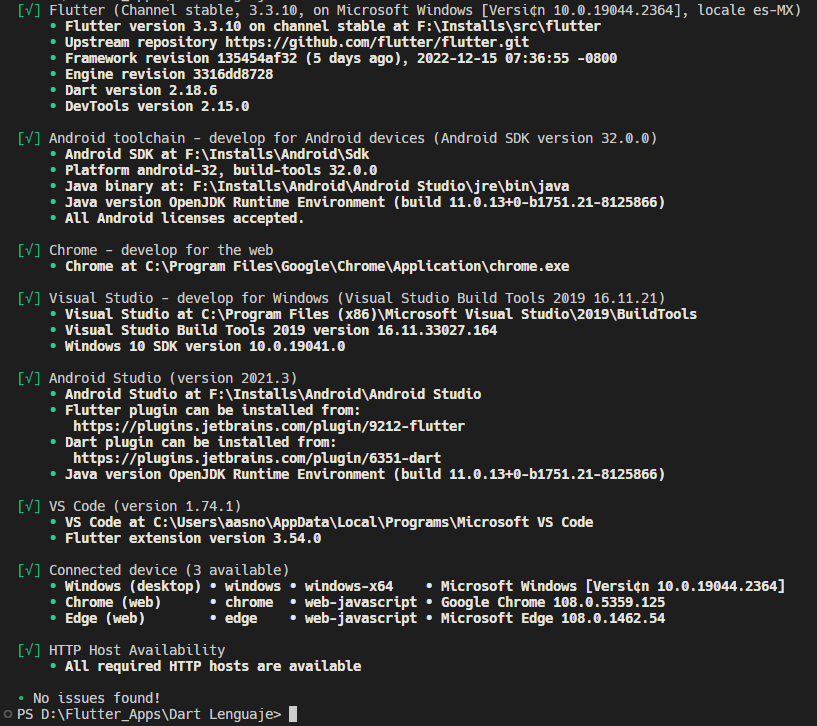 [√] Flutter (Channel stable, 3.3.10, on Microsoft Windows [Versi¢n 10.0.19044.2364], locale es-MX)
• Flutter version 3.3.10 on channel stable at F:\Installs\src\flutter
• Upstream repository https://github.com/flutter/flutter.git
• Framework revision 135454af32 (5 days ago), 2022-12-15 07:36:55 -0800
• Engine revision 3316dd8728
• Dart version 2.18.6
• DevTools version 2.15.0
[√] Android toolchain - develop for Android devices (Android SDK version 32.0.0)
• Android SDK at F:\Installs\Android\Sdk
• Platform android-32, build-tools 32.0.0
• Java binary at: F:\Installs\Android\Android Studio\jre\bin\java
• Java version OpenJDK Runtime Environment (build 11.0.13+0-b1751.21-8125866)
• All Android licenses accepted.
[√] Chrome - develop for the web
• Chrome at C:\Program Files\Google\Chrome\Application\chrome.exe
[√] Visual Studio - develop for Windows (Visual Studio Build Tools 2019 16.11.21)
• Visual Studio at C:\Program Files (x86)\Microsoft Visual Studio\2019\BuildTools
• Visual Studio Build Tools 2019 version 16.11.33027.164
• Windows 10 SDK version 10.0.19041.0
[√] Android Studio (version 2021.3)
• Android Studio at F:\Installs\Android\Android Studio
• Flutter plugin can be installed from:
https://plugins.jetbrains.com/plugin/9212-flutter
• Dart plugin can be installed from:
https://plugins.jetbrains.com/plugin/6351-dart
• Java version OpenJDK Runtime Environment (build 11.0.13+0-b1751.21-8125866)
[√] VS Code (version 1.74.1)
• VS Code at C:\Users\aasno\AppData\Local\Programs\Microsoft VS Code
• Flutter extension version 3.54.0
[√] Connected device (3 available)
• Windows (desktop) • windows • windows-x64 • Microsoft Windows [Versi¢n 10.0.19044.2364]
• Chrome (web) • chrome • web-javascript • Google Chrome 108.0.5359.125
• Edge (web) • edge • web-javascript • Microsoft Edge 108.0.1462.54
[√] HTTP Host Availability
• All required HTTP hosts are available
• No issues found!
PS D:\Flutter_Apps\Dart Lenguaje>